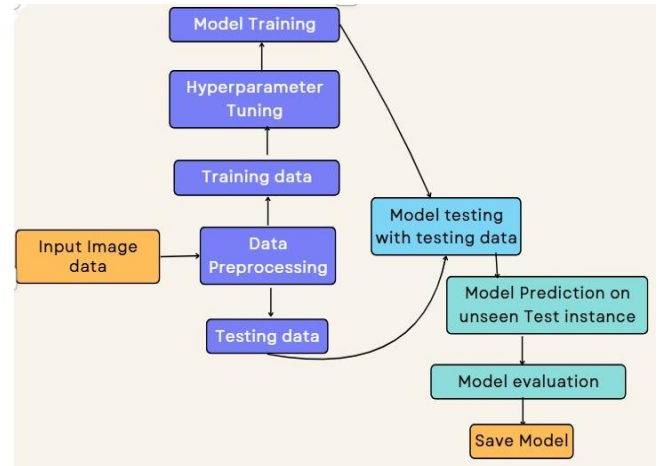 Model Training
Hyperparameter
Tuning
Training data
Input Image
data
Data
Preprocessing
Testing data
Model testing
with testing data
Model Prediction on
unseen Test instance
Model evaluation
Save Model